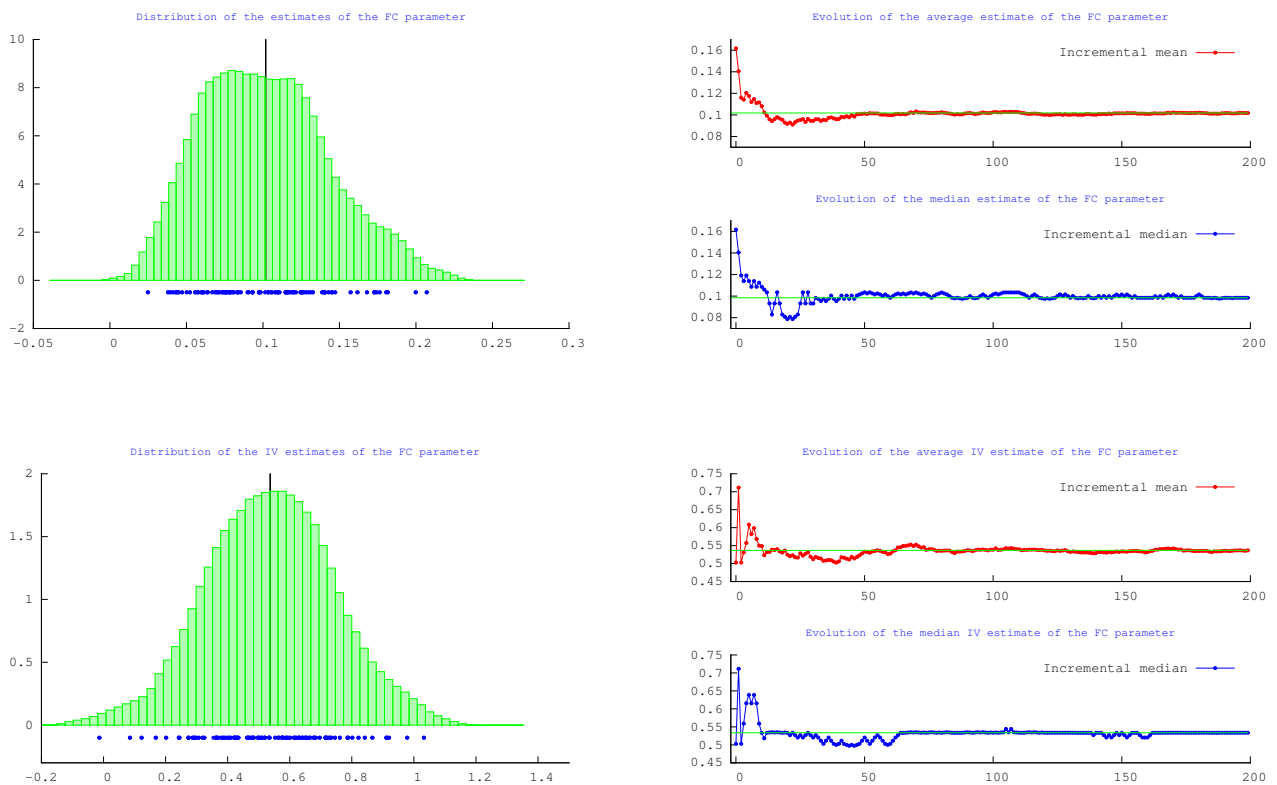 Distribution of the estimates of the FC parameter
10
8
6
4
2
0
−2
−0.05 0 0.05 0.1 0.15 0.2 0.25 0.3
Evolution of the average estimate of the FC parameter
Incremental mean
0.16
0.14
0.12
0.1
0.08
0 50 100 150 200
Evolution of the median estimate of the FC parameter
Incremental median
0.16
0.14
0.12
0.1
0.08
0 50 100 150 200
Distribution of the IV estimates of the FC parameter
2
1.5
1
0.5
0
−0.2 0 0.2 0.4 0.6 0.8 1 1.2 1.4
Evolution of the average IV estimate of the FC parameter
Incremental mean
0.75
0.7
0.65
0.6
0.55
0.5
0.45
0 50 100 150 200
Evolution of the median IV estimate of the FC parameter
Incremental median
0.75
0.7
0.65
0.6
0.55
0.5
0.45
0 50 100 150 200